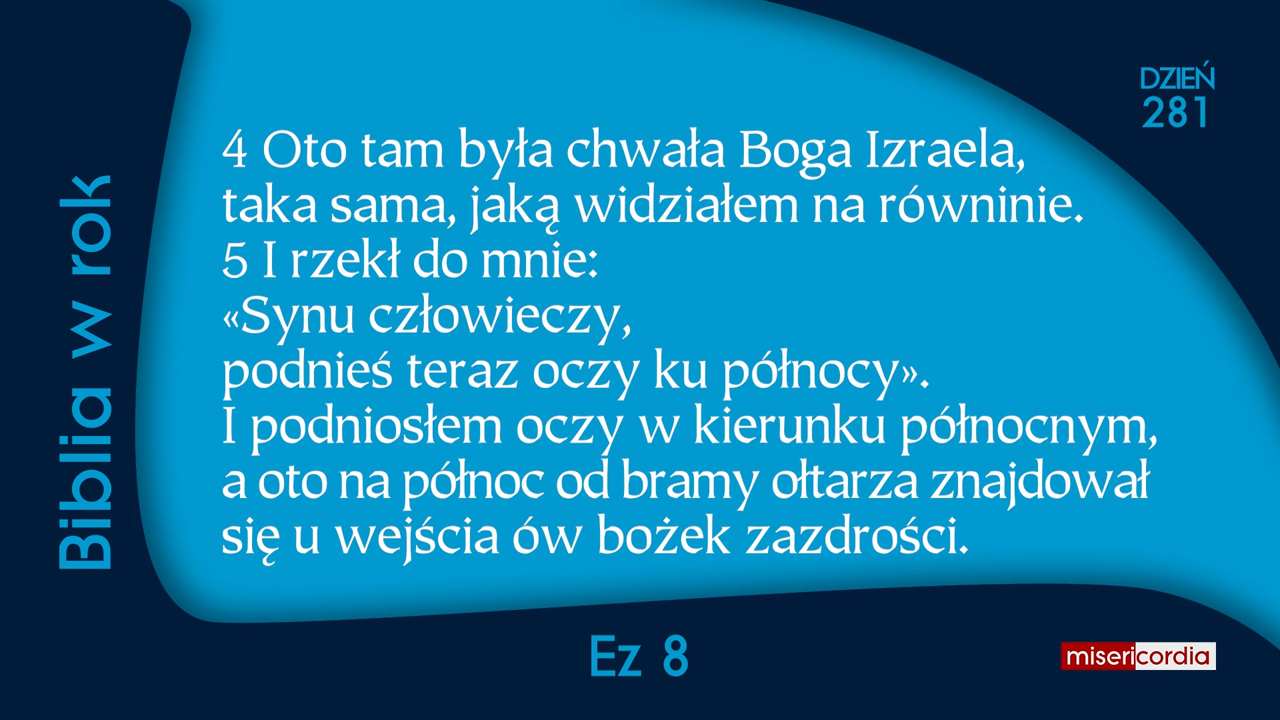 DZIEŃ
281
Biblia w rok
4 Oto tam była chwała Boga Izraela,
taka sama, jaką widziałem na równinie.
5 I rzekł do mnie:
«Synu człowieczy,
podnieś teraz oczy ku północy».
I podniosłem oczy w kierunku północnym,
a oto na północ od bramy ołtarza znajdował
się u wejścia ów bożek zazdrości.
Ez 8
misericordia